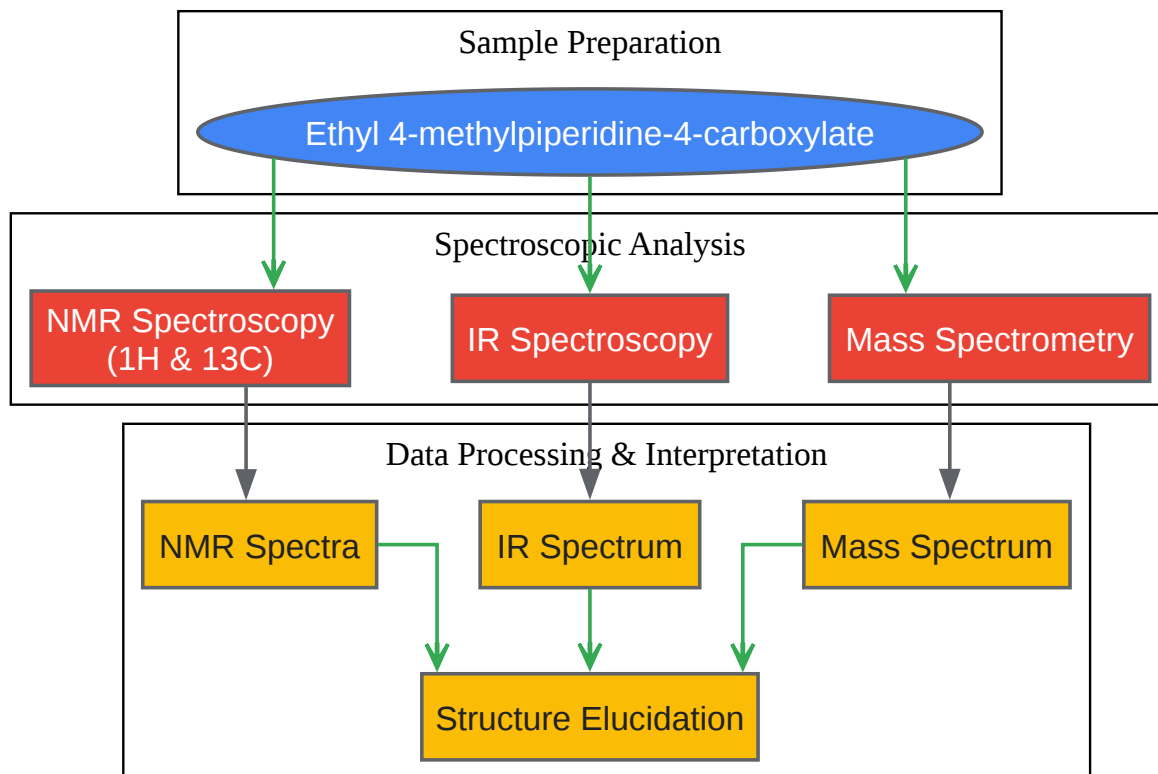 Sample Preparation
Ethyl 4-methylpiperidine-4-carboxylate
Spectroscopic Analysis
NMR Spectroscopy
(1H & 13C)
IR Spectroscopy
Mass Spectrometry
Data Processing & Interpretation
NMR Spectra
IR Spectrum
Mass Spectrum
Structure Elucidation